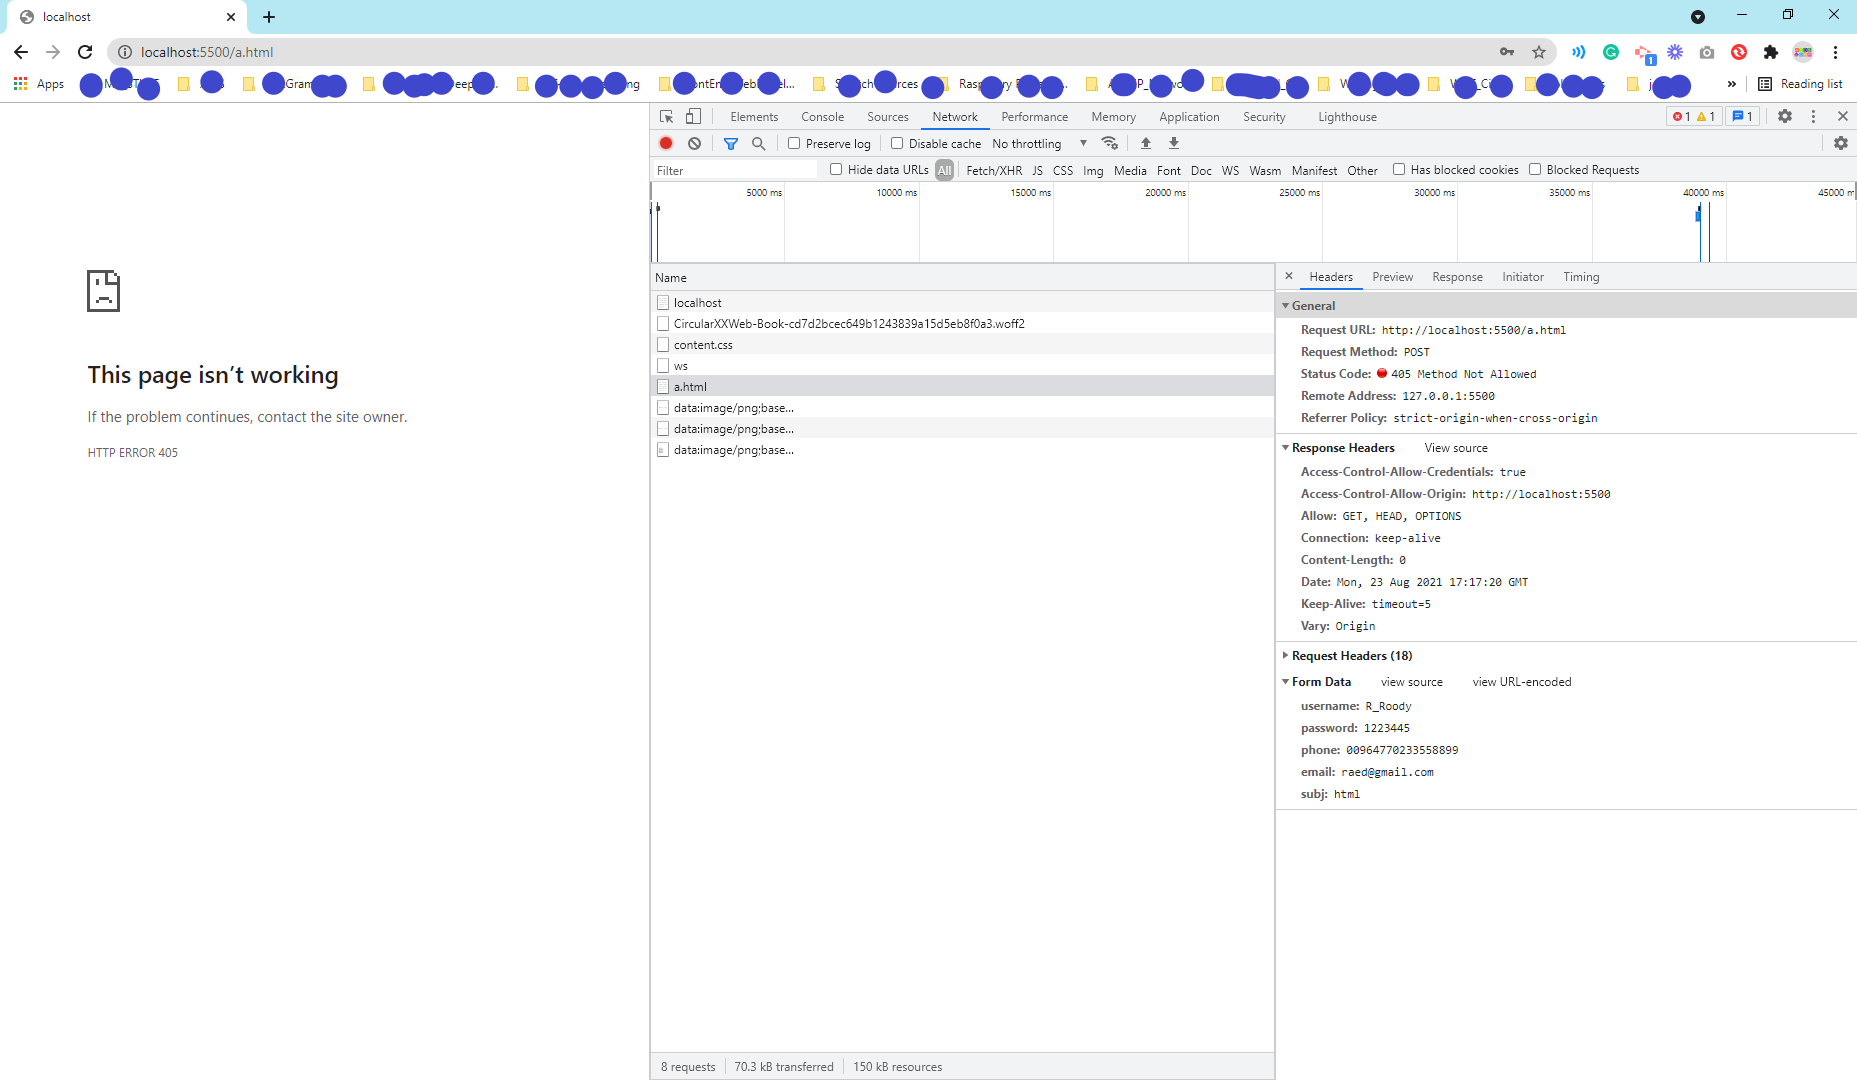 localhost
localhost:5500/a.html
1
Apps
Reading list
Elements Console Sources Network Performance Memory Application Security Lighthouse 1 1 1
Preserve log Disable cache No throttling
Filter Hide data URLs All Fetch/XHR JS CSS Img Media Font Doc WS Wasm Manifest Other Has blocked cookies Blocked Requests
5000 ms 10000 ms 15000 ms 20000 ms 25000 ms 30000 ms 35000 ms 40000 ms 45000 m
Name
localhost
CircularXXWeb-Book-cd7d2bcec649b1243839a15d5eb8f0a3.woff2
content.css
ws
a.html
data:image/png;base...
data:image/png;base...
data:image/png;base...
8 requests 70.3 kB transferred 150 kB resources
This page isn’t working
If the problem continues, contact the site owner.
HTTP ERROR 405
Headers Preview Response Initiator Timing
General
Request URL: http://localhost:5500/a.html
Request Method: POST
Status Code: 405 Method Not Allowed
Remote Address: 127.0.0.1:5500
Referrer Policy: strict-origin-when-cross-origin
Response Headers View source
Access-Control-Allow-Credentials: true
Access-Control-Allow-Origin: http://localhost:5500
Allow: GET, HEAD, OPTIONS
Connection: keep-alive
Content-Length: 0
Date: Mon, 23 Aug 2021 17:17:20 GMT
Keep-Alive: timeout=5
Vary: Origin
Request Headers (18)
Form Data view source view URL-encoded
username: R_Roody
password: 1223445
phone: 00964770233558899
email: raed@gmail.com
subj: html